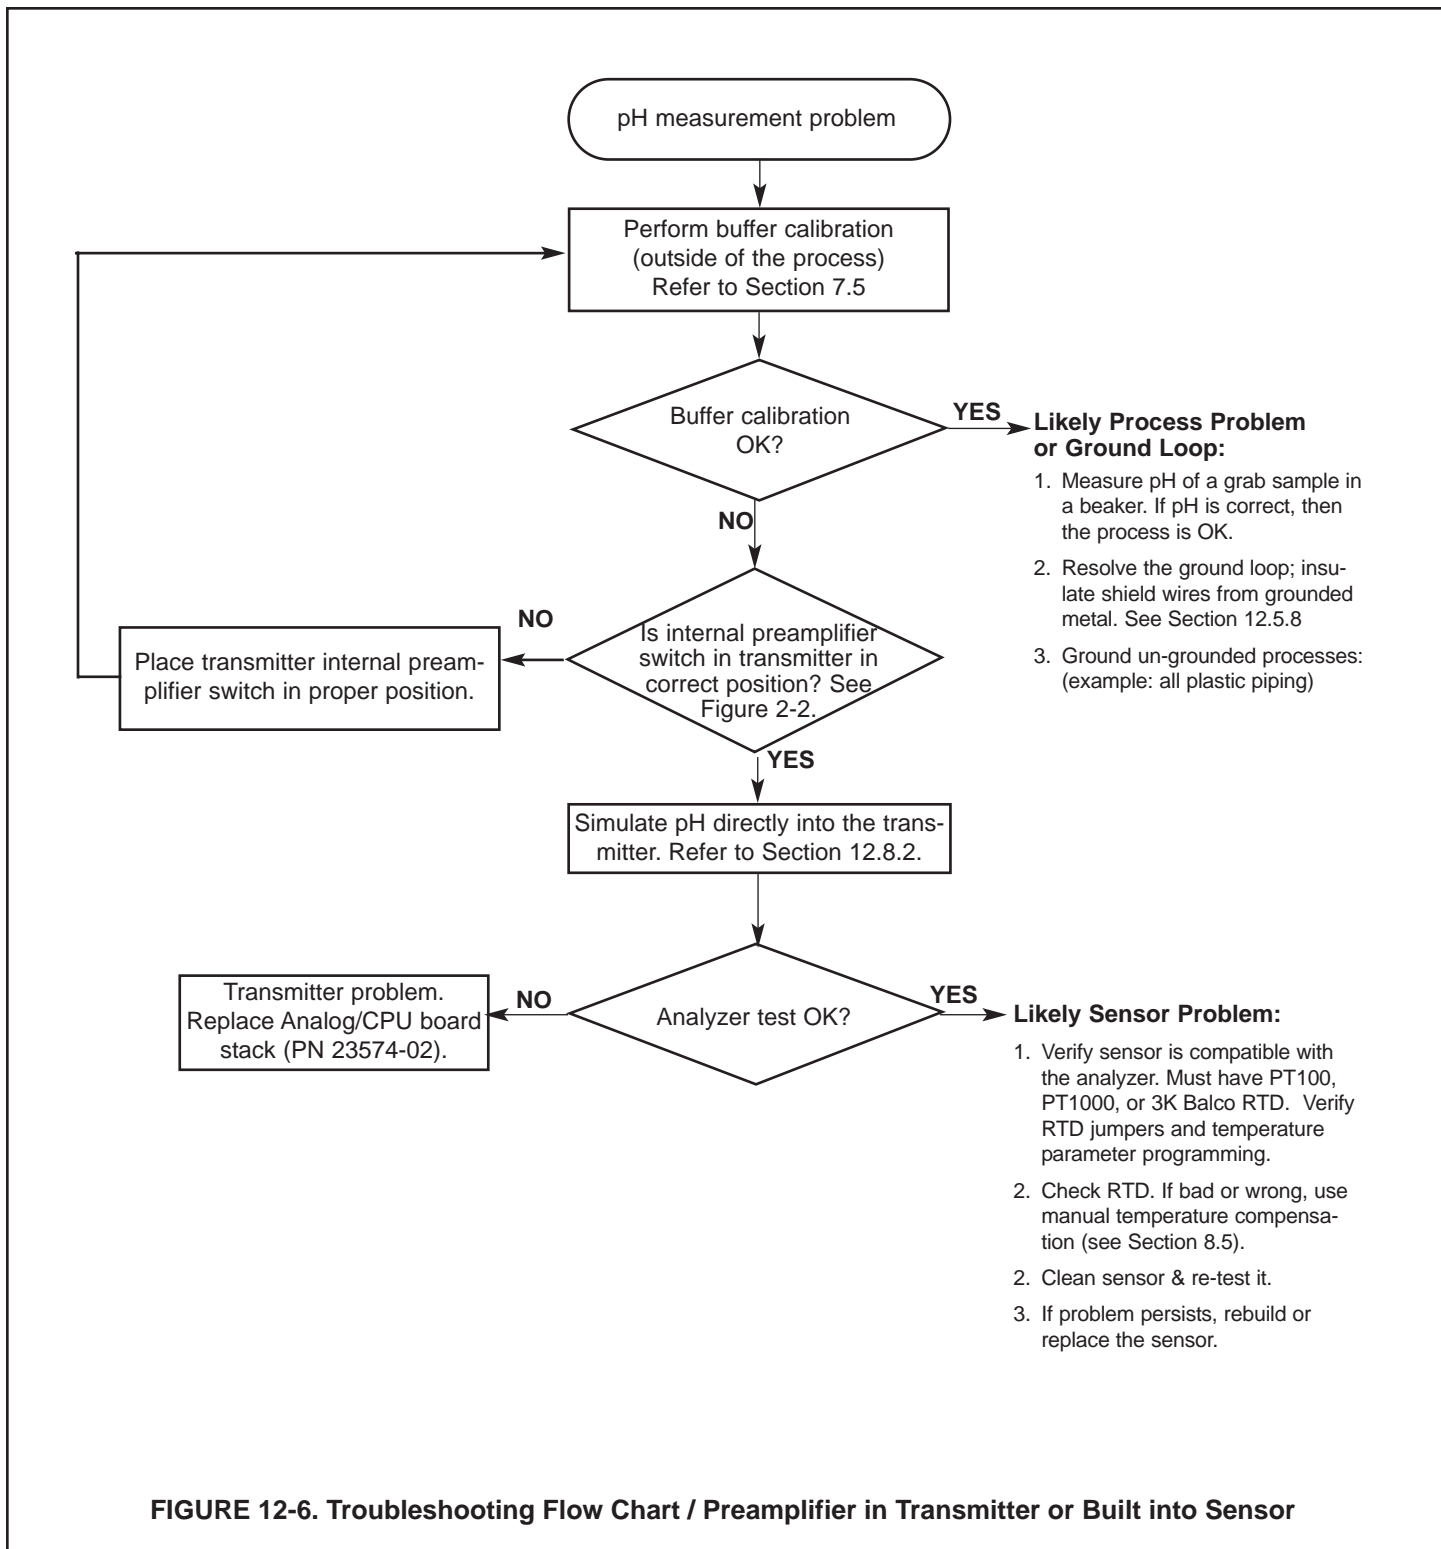 pH measurement problem
Perform buffer calibration
(outside of the process)
Refer to Section 7.5
Buffer calibration
OK?
YES
Likely Process Problem
or Ground Loop:
1. Measure pH of a grab sample in
a beaker. If pH is correct, then
the process is OK.
2. Resolve the ground loop; insu-
late shield wires from grounded
metal. See Section 12.5.8
3. Ground un-grounded processes:
(example: all plastic piping)
NO
Is internal preamplifier
switch in transmitter in
correct position? See
Figure 2-2.
NO
Place transmitter internal pream-
plifier switch in proper position.
YES
Simulate pH directly into the trans-
mitter. Refer to Section 12.8.2.
Analyzer test OK?
NO
Transmitter problem.
Replace Analog/CPU board
stack (PN 23574-02).
YES
Likely Sensor Problem:
1. Verify sensor is compatible with
the analyzer. Must have PT100,
PT1000, or 3K Balco RTD. Verify
RTD jumpers and temperature
parameter programming.
2. Check RTD. If bad or wrong, use
manual temperature compensa-
tion (see Section 8.5).
2. Clean sensor & re-test it.
3. If problem persists, rebuild or
replace the sensor.
FIGURE 12-6. Troubleshooting Flow Chart / Preamplifier in Transmitter or Built into Sensor